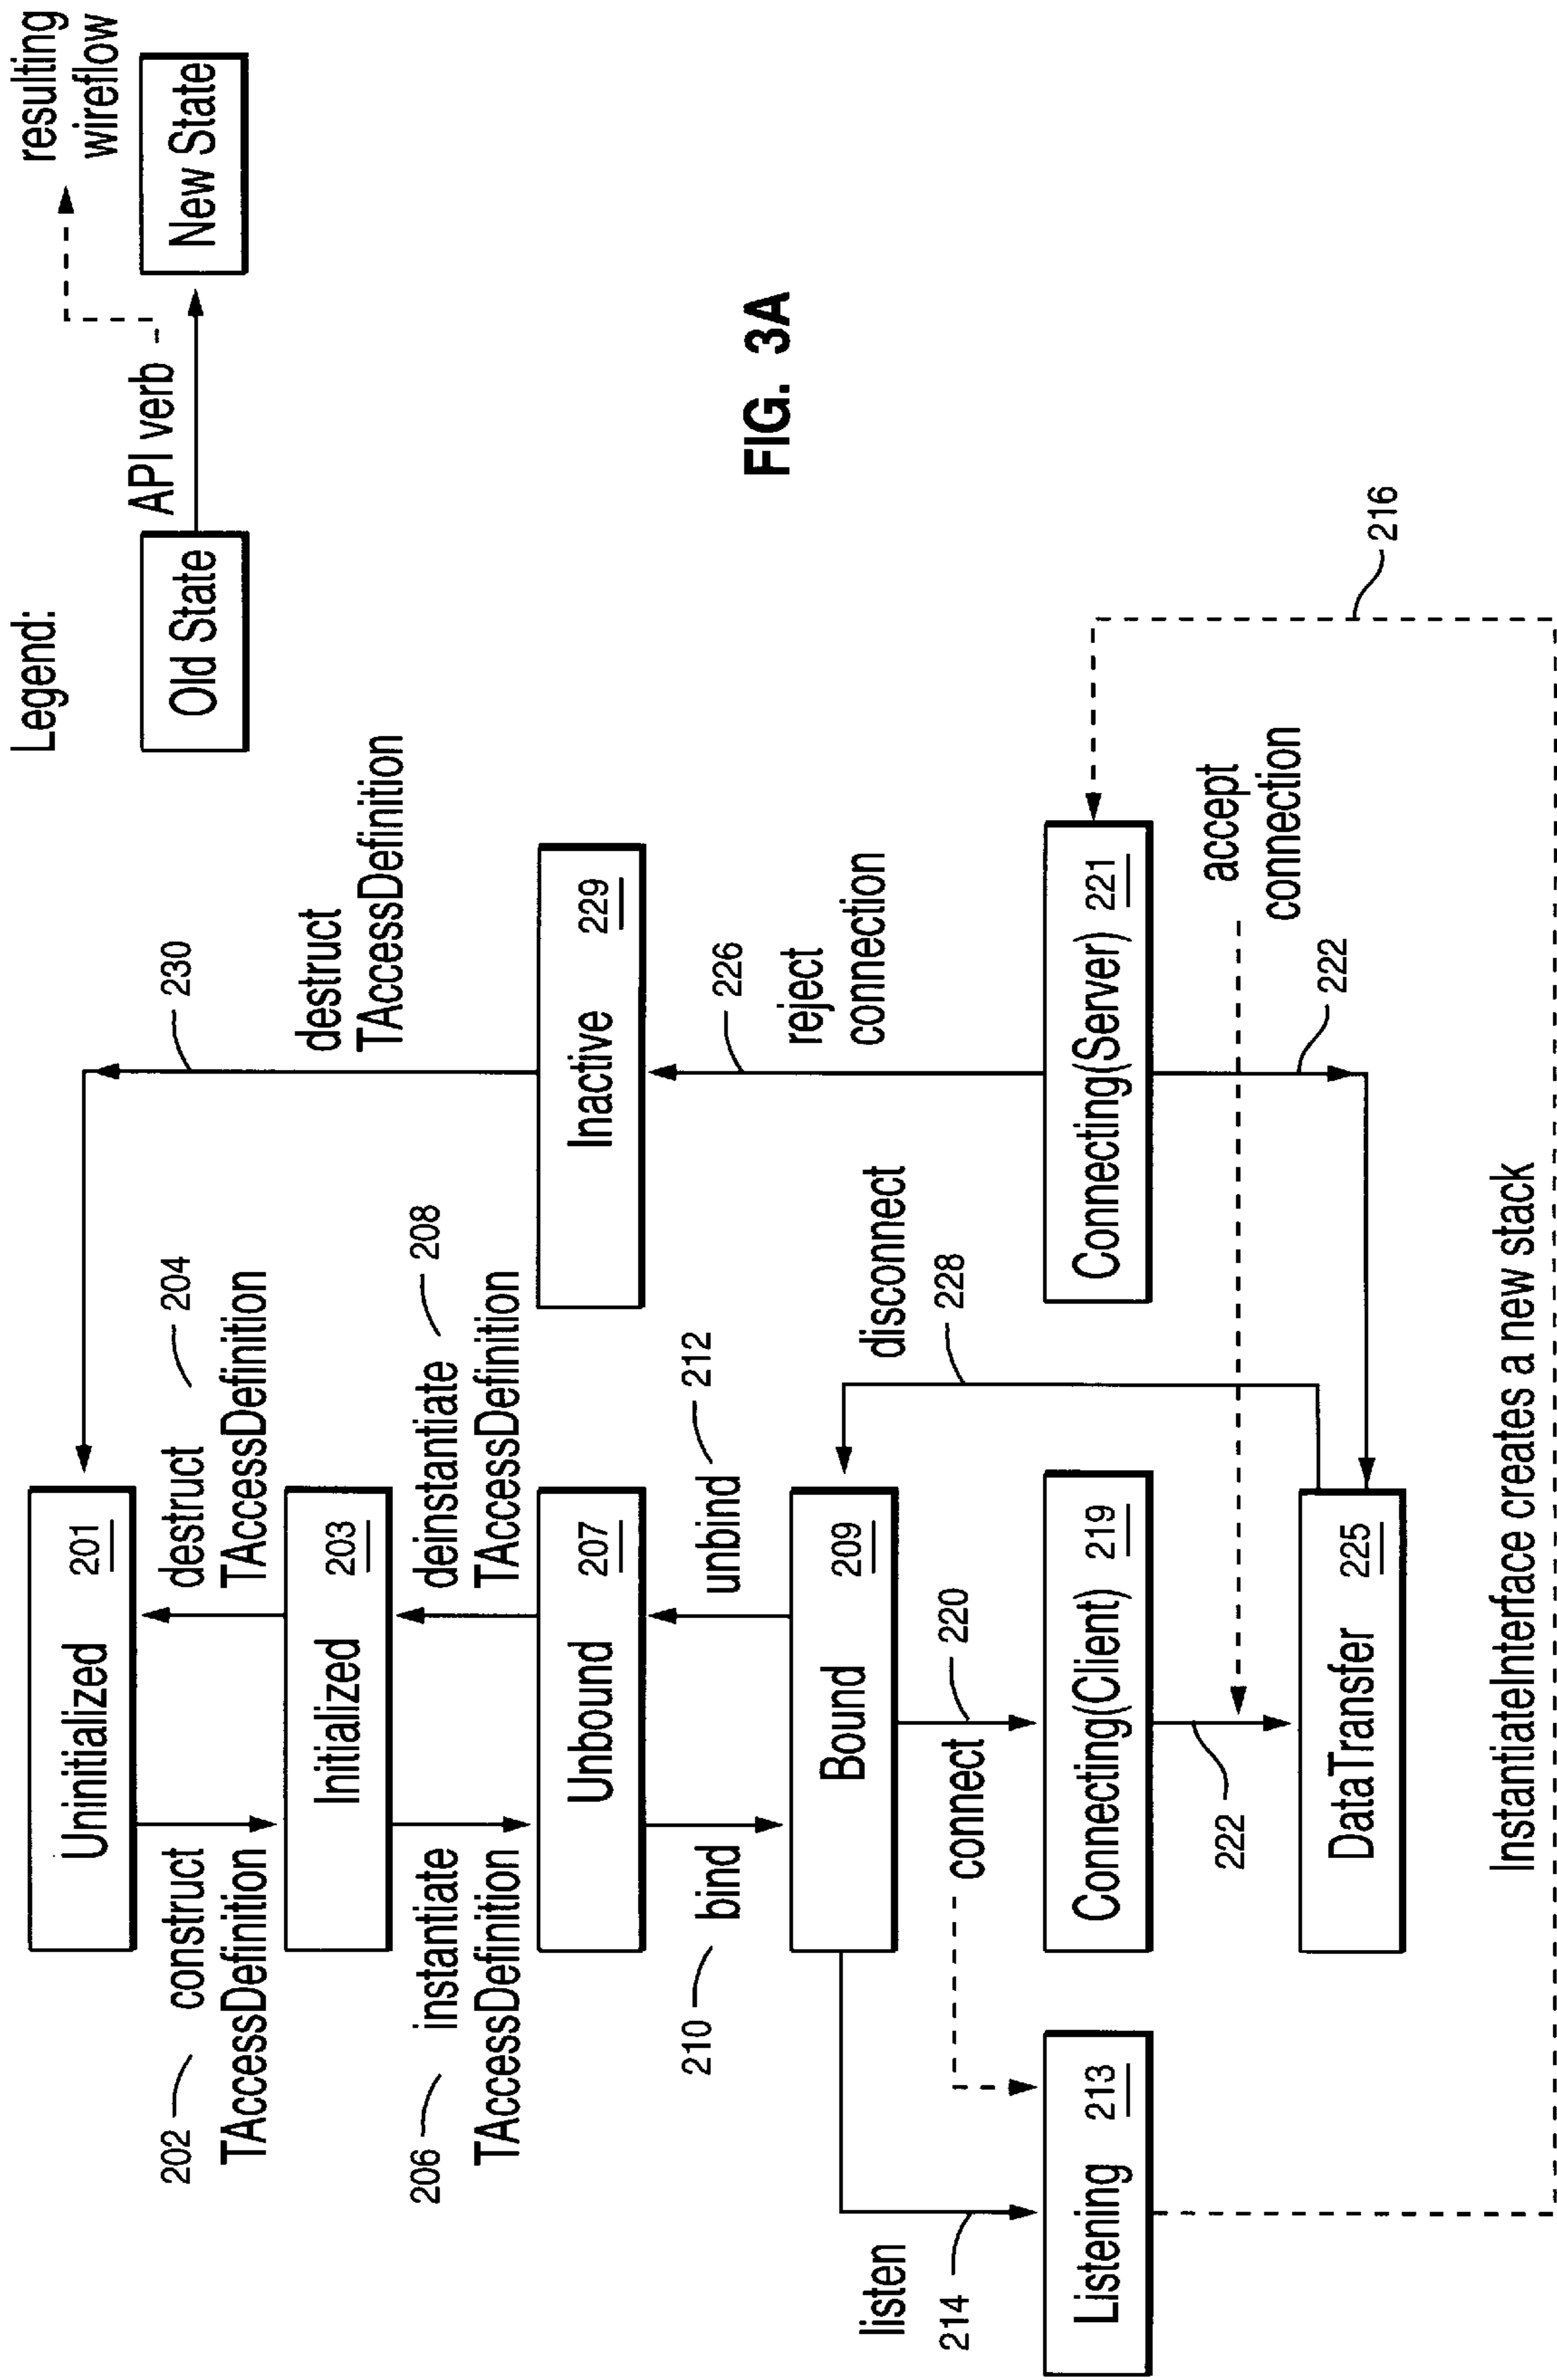 Legend:
Old State
API verb
New State
resulting
wireflow
Uninitialized 201
202 construct
TAccessDefinition
destruct 204
TAccessDefinition
230
destruct
TAccessDefinition
Initialized 203
206 instantiate
TAccessDefinition
deinstantiate 208
TAccessDefinition
Unbound 207
Inactive 229
210 bind
unbind 212
226
reject
connection
Bound 209
listen
214
connect
220
disconnect
228
Listening 213
Connecting(Client) 219
Connecting(Server) 221
222
accept
connection
222
216
DataTransfer 225
InstantiateInterface creates a new stack
FIG. 3A